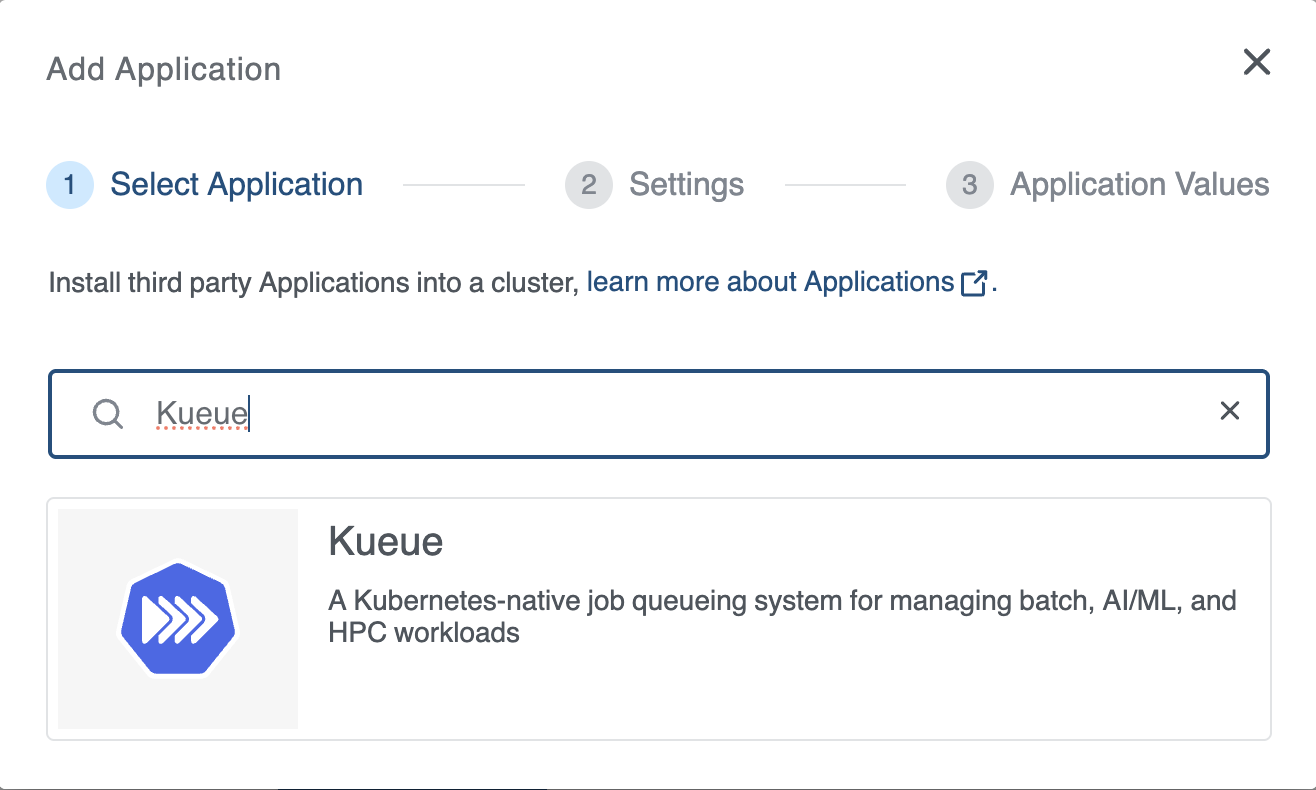 Add Application
1 Select Application 2 Settings 3 Application Values
Install third party Applications into a cluster, learn more about Applications.
Kueue
Kueue
A Kubernetes-native job queueing system for managing batch, AI/ML, and
HPC workloads